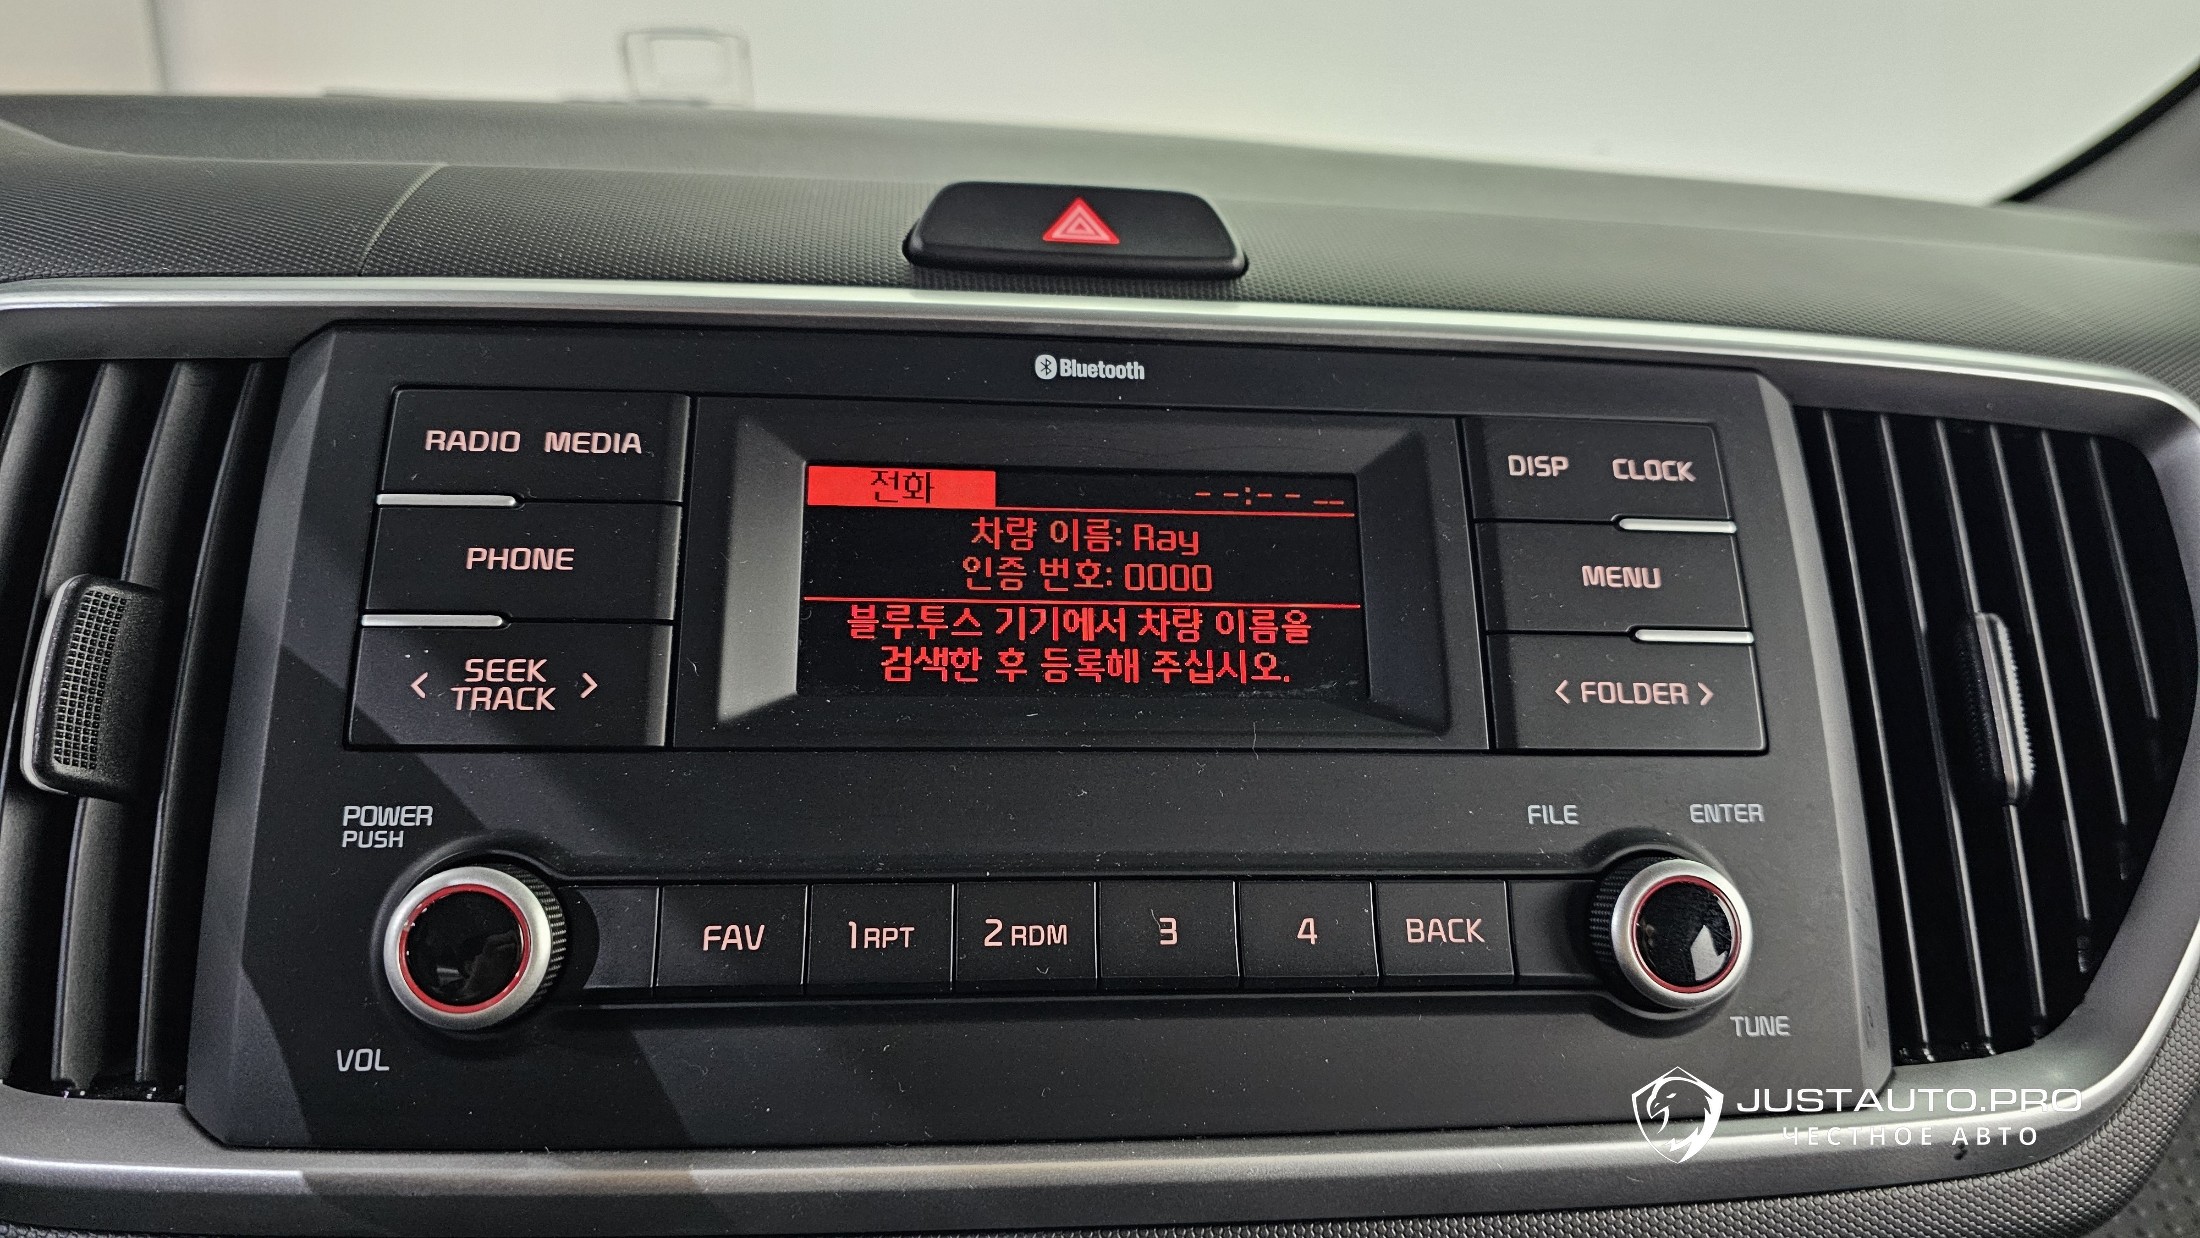 Bluetooth
RADIO MEDIA
PHONE
< SEEK TRACK >
전화 --:-- --
차량 이름: Ray
인증 번호: 0000
블루투스 기기에서 차량 이름을
검색한 후 등록해 주십시오.
DISP CLOCK
MENU
< FOLDER >
POWER
PUSH
VOL
FAV 1 RPT 2 RDM 3 4 BACK
FILE ENTER
TUNE
JUSTAUTO.PRO
ЧЕСТНОЕ АВТО